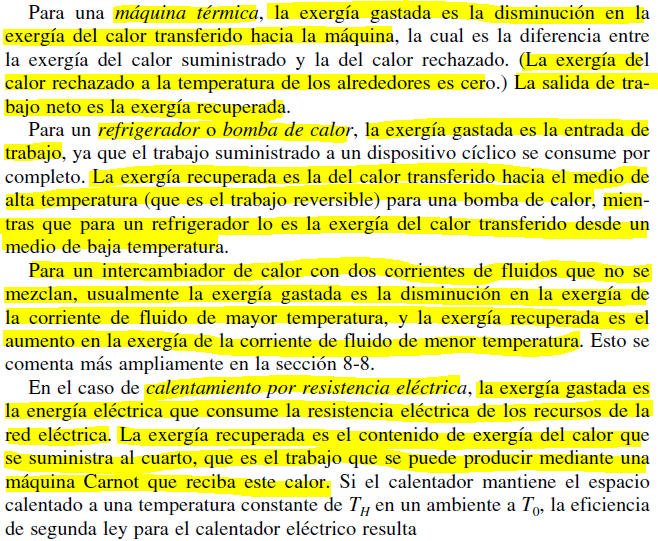 Para una máquina térmica, la exergía gastada es la disminución en la
exergía del calor transferido hacia la máquina, la cual es la diferencia entre
la exergía del calor suministrado y la del calor rechazado. (La exergía del
calor rechazado a la temperatura de los alrededores es cero.) La salida de tra-
bajo neto es la exergía recuperada.
Para un refrigerador o bomba de calor, la exergía gastada es la entrada de
trabajo, ya que el trabajo suministrado a un dispositivo cíclico se consume por
completo. La exergía recuperada es la del calor transferido hacia el medio de
alta temperatura (que es el trabajo reversible) para una bomba de calor, mien-
tras que para un refrigerador lo es la exergía del calor transferido desde un
medio de baja temperatura.
Para un intercambiador de calor con dos corrientes de fluidos que no se
mezclan, usualmente la exergía gastada es la disminución en la exergía de
la corriente de fluido de mayor temperatura, y la exergía recuperada es el
aumento en la exergía de la corriente de fluido de menor temperatura. Esto se
comenta más ampliamente en la sección 8-8.
En el caso de calentamiento por resistencia eléctrica, la exergía gastada es
la energía eléctrica que consume la resistencia eléctrica de los recursos de la
red eléctrica. La exergía recuperada es el contenido de exergía del calor que
se suministra al cuarto, que es el trabajo que se puede producir mediante una
máquina Carnot que reciba este calor. Si el calentador mantiene el espacio
calentado a una temperatura constante de T_H en un ambiente a T_0, la eficiencia
de segunda ley para el calentador eléctrico resulta